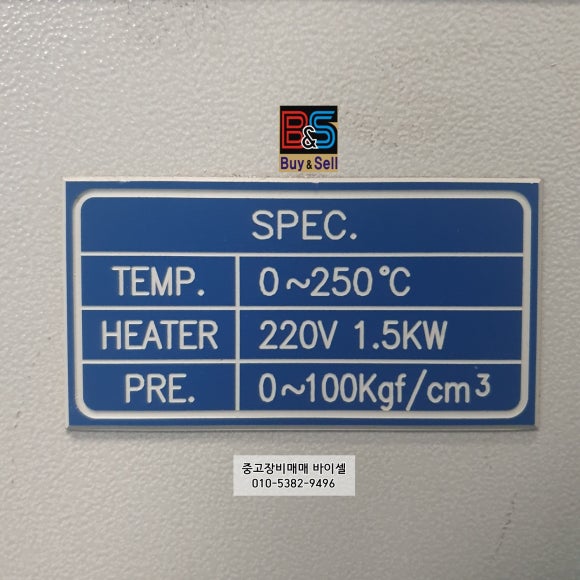 B&S
Buy & Sell
SPEC.
TEMP. 0~250°C
HEATER 220V 1.5KW
PRE. 0~100Kgf/cm³
중고장비매매 바이셀
010-5382-9496